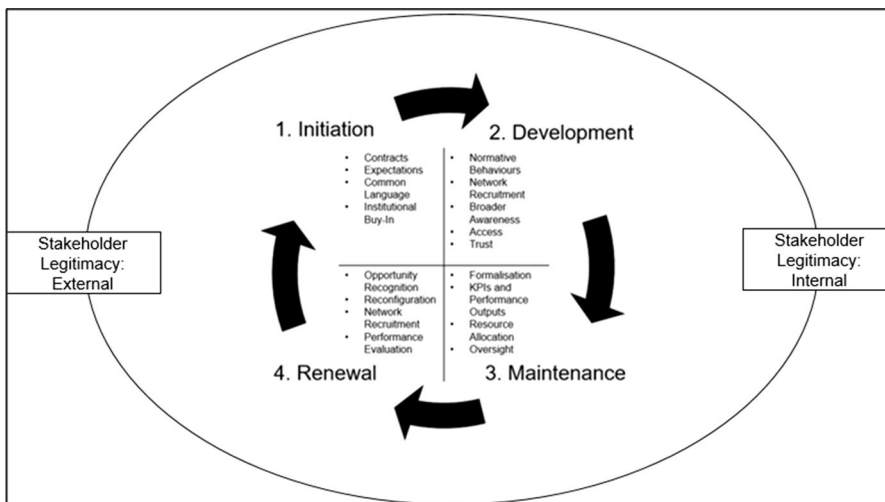 1. Initiation
• Contracts
• Expectations
• Common
Language
• Institutional
Buy-In
2. Development
• Normative
Behaviours
• Network
Recruitment
• Broader
Awareness
• Access
• Trust
Stakeholder
Legitimacy:
External
Stakeholder
Legitimacy:
Internal
• Opportunity
Recognition
• Reconfiguration
• Network
Recruitment
• Performance
Evaluation
4. Renewal
• Formalisation
• KPIs and
Performance
Outputs
• Resource
Allocation
• Oversight
3. Maintenance